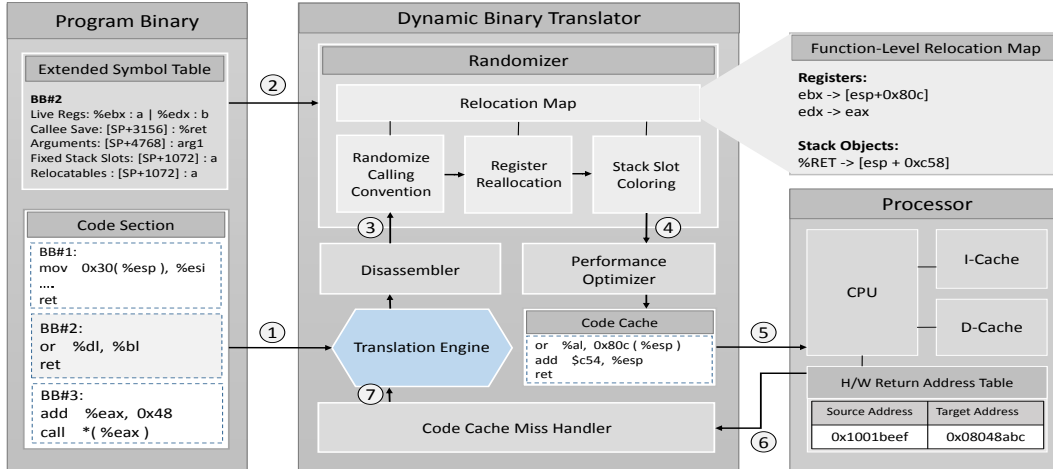 Program Binary
Extended Symbol Table
BB#2
Live Regs: %ebx : a | %edx : b
Callee Save: [SP+3156] : %ret
Arguments: [SP+4768] : arg1
Fixed Stack Slots: [SP+1072] : a
Relocatables : [SP+1072] : a
Code Section
BB#1:
mov 0x30( %esp ), %esi
....
ret
BB#2:
or %dl, %bl
ret
BB#3:
add %eax, 0x48
call *( %eax )
2
1
Dynamic Binary Translator
Randomizer
Relocation Map
Randomize Calling Convention
Register Reallocation
Stack Slot Coloring
3
4
Disassembler
Performance Optimizer
Translation Engine
Code Cache
or %al, 0x80c ( %esp )
add $c54, %esp
ret
7
Code Cache Miss Handler
5
6
Function-Level Relocation Map
Registers:
ebx -> [esp+0x80c]
edx -> eax
Stack Objects:
%RET -> [esp + 0xc58]
Processor
CPU
I-Cache
D-Cache
H/W Return Address Table
Source Address Target Address
0x1001beef 0x08048abc